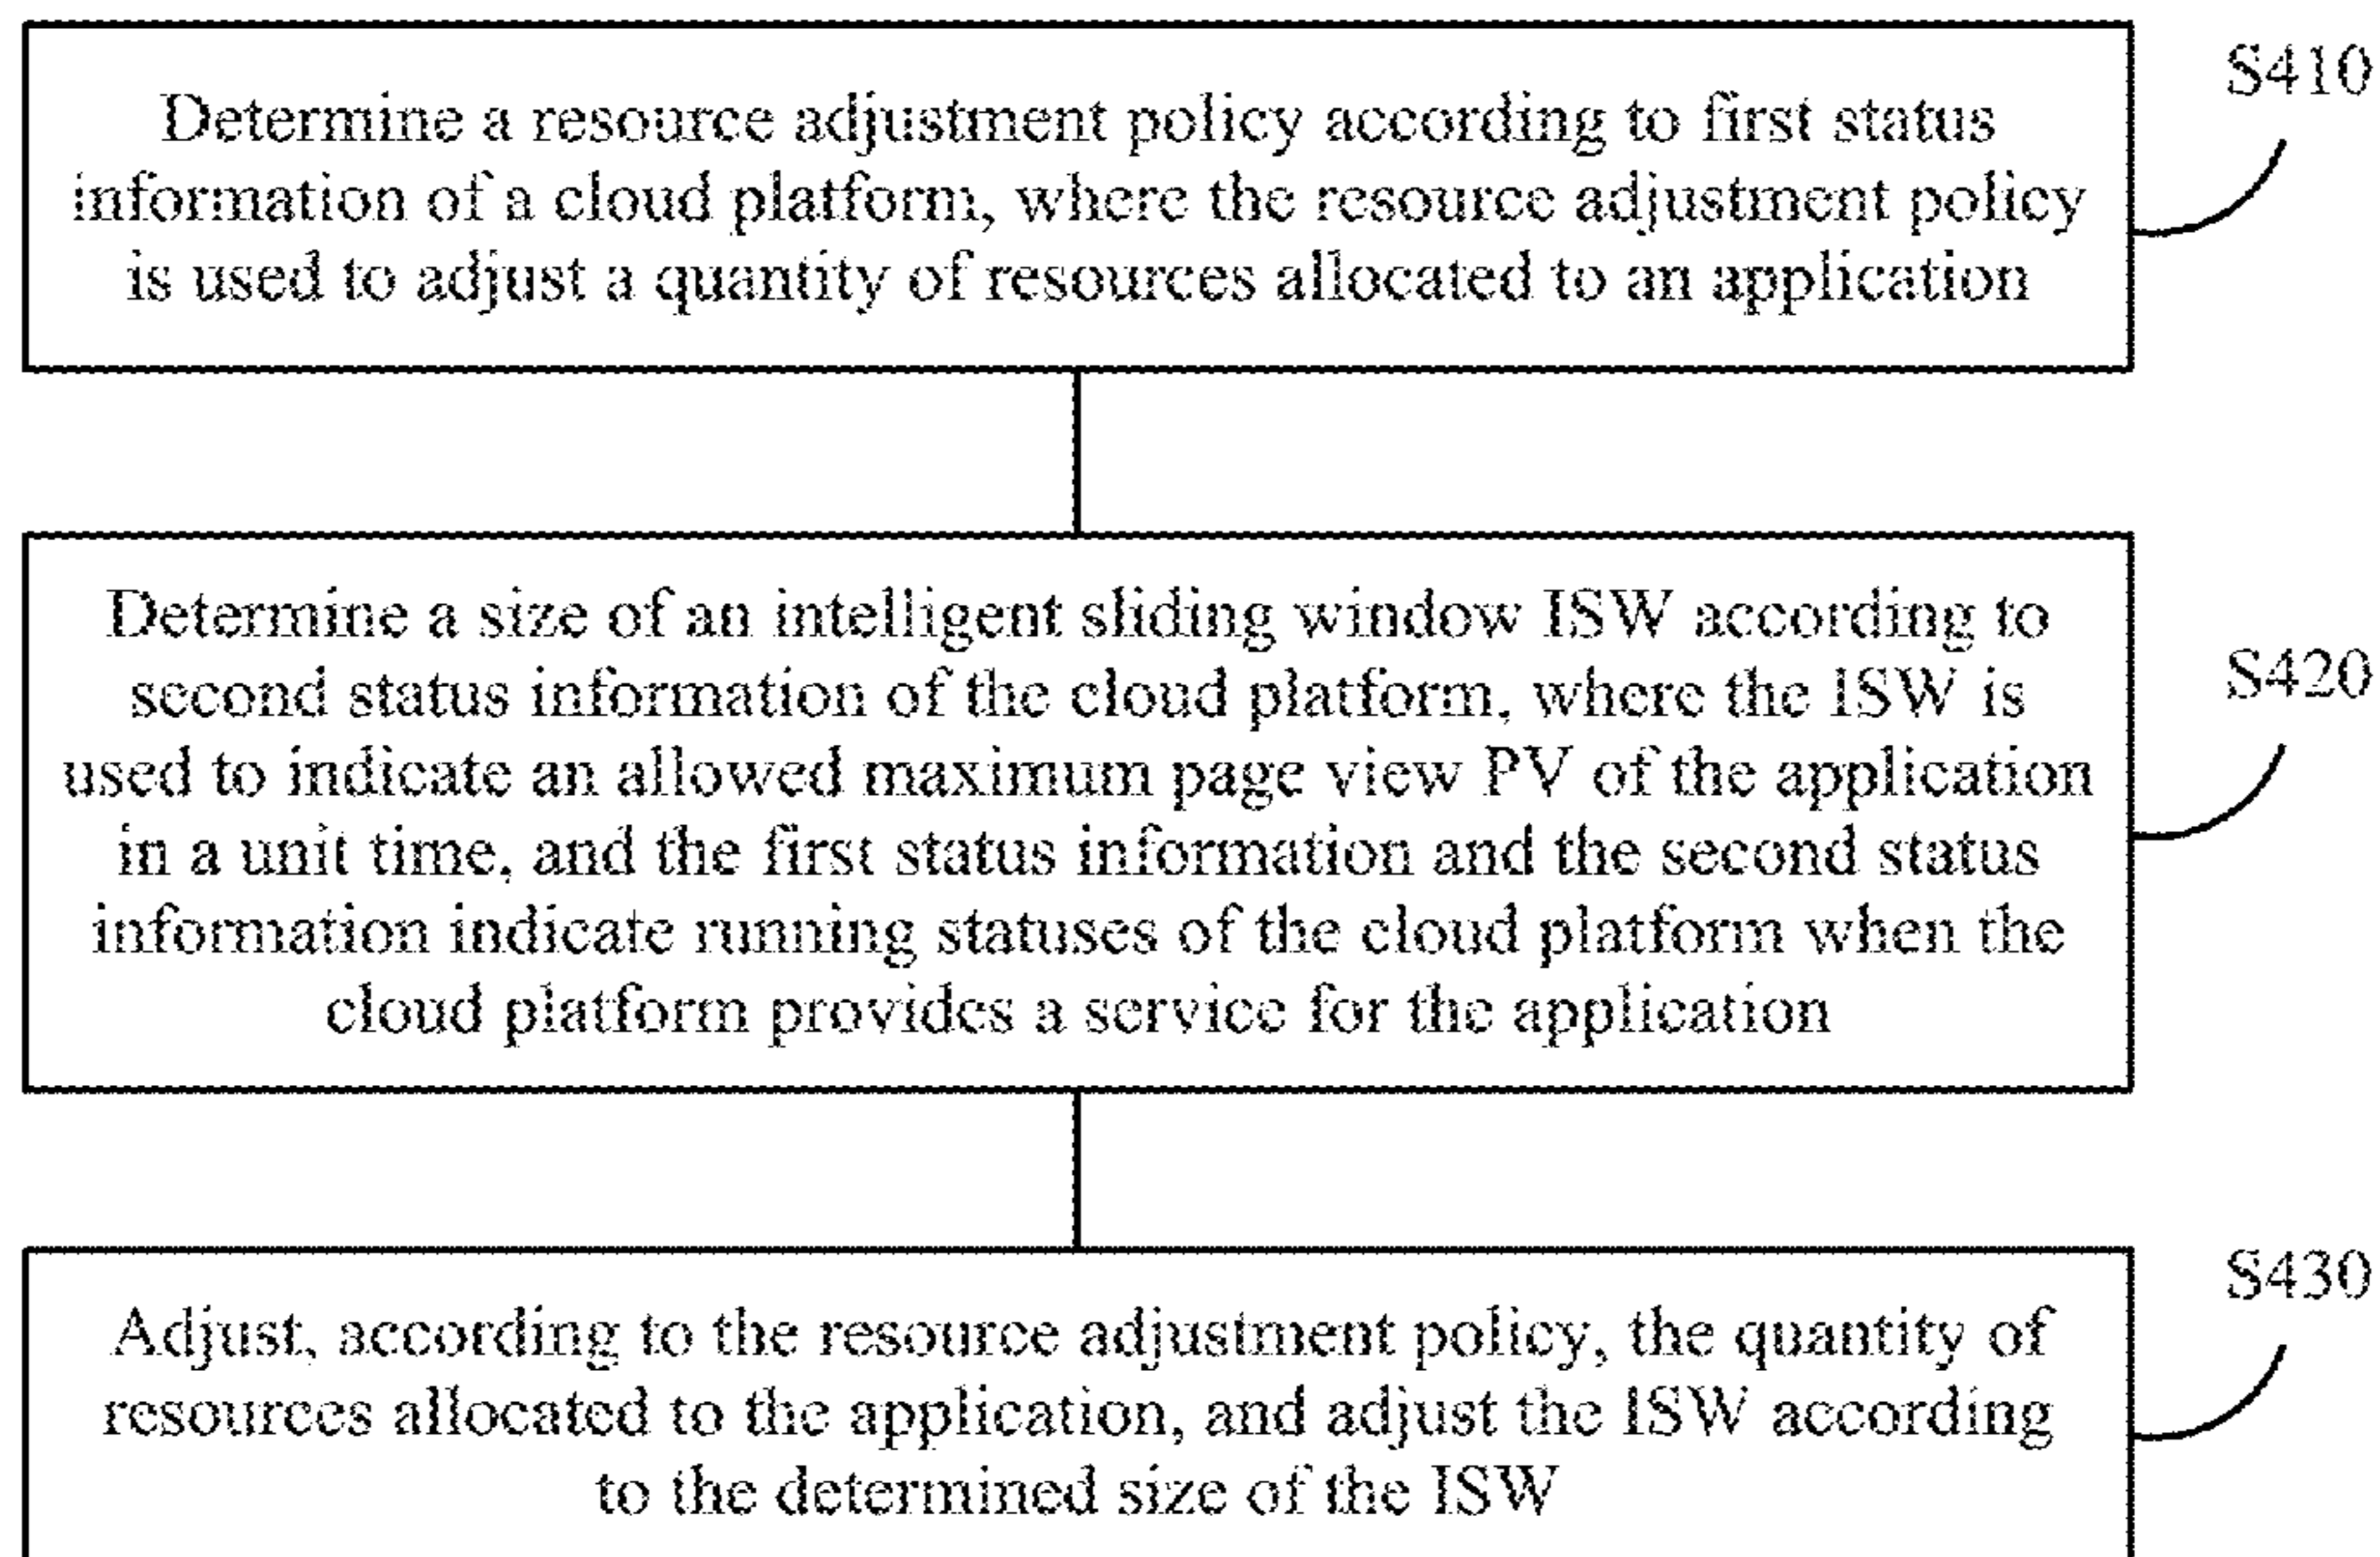 S410
Determine a resource adjustment policy according to first status
information of a cloud platform, where the resource adjustment policy
is used to adjust a quantity of resources allocated to an application
Determine a size of an intelligent sliding window ISW according to
second status information of the cloud platform, where the ISW is
used to indicate an allowed maximum page view PV of the application
in a unit time, and the first status information and the second status
information indicate running statuses of the cloud platform when the
cloud platform provides a service for the application
S420
Adjust, according to the resource adjustment policy, the quantity of
resources allocated to the application, and adjust the ISW according
to the determined size of the ISW
S430